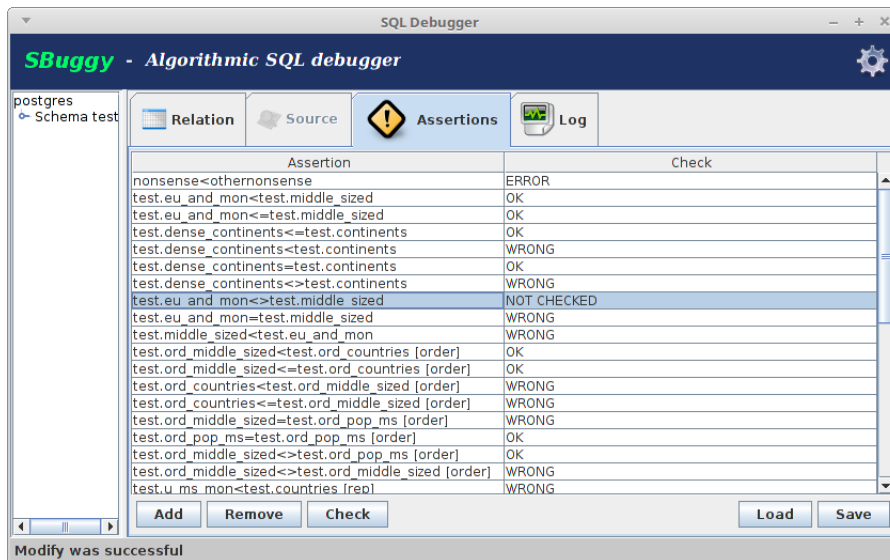 SQL Debugger
SBuggy - Algorithmic SQL debugger
postgres
Schema test
Relation Source Assertions Log
Assertion Check
nonsense<othernonsense ERROR
test.eu_and_mon<test.middle_sized OK
test.eu_and_mon<=test.middle_sized OK
test.dense_continents<=test.continents OK
test.dense_continents<test.continents WRONG
test.dense_continents=test.continents OK
test.dense_continents<>test.continents WRONG
test.eu_and_mon<>test.middle_sized NOT CHECKED
test.eu_and_mon=test.middle_sized WRONG
test.middle_sized<test.eu_and_mon WRONG
test.ord_middle_sized<test.ord_countries [order] OK
test.ord_middle_sized<=test.ord_countries [order] OK
test.ord_countries<test.ord_middle_sized [order] WRONG
test.ord_countries<=test.ord_middle_sized [order] WRONG
test.ord_middle_sized=test.ord_pop_ms [order] WRONG
test.ord_pop_ms=test.ord_pop_ms [order] OK
test.ord_middle_sized<>test.ord_pop_ms [order] OK
test.ord_middle_sized<>test.ord_middle_sized [order] WRONG
test.u_ms_mon<test.countries [rep] WRONG
Add Remove Check Load Save
Modify was successful